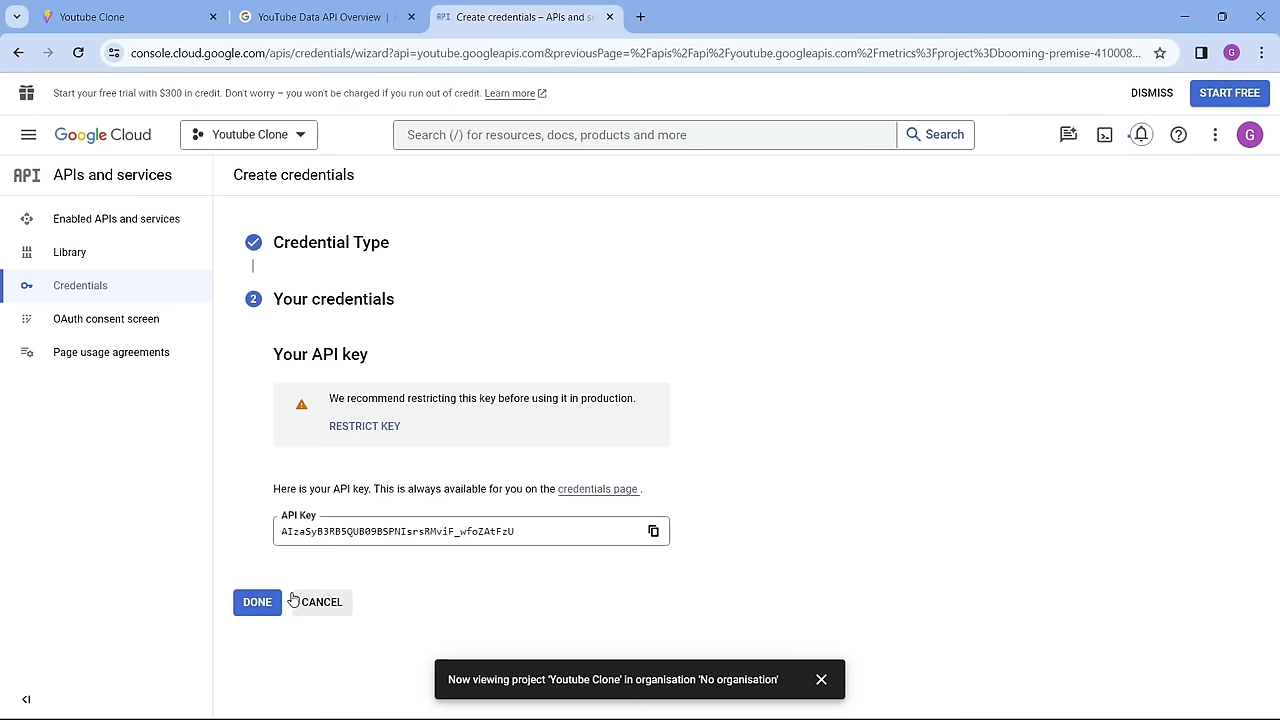 Youtube Clone
YouTube Data API Overview
API Create credentials – APIs and se
console.cloud.google.com/apis/credentials/wizard?api=youtube.googleapis.com&previousPage=%2Fapis%2Fapi%2Fyoutube.googleapis.com%2Fmetrics%3Fproject%3Dbooming-premise-410008...
G
Start your free trial with $300 in credit. Don't worry – you won't be charged if you run out of credit. Learn more
DISMISS
START FREE
Google Cloud
Youtube Clone
Search (/) for resources, docs, products and more
Search
G
API APIs and services
Create credentials
Enabled APIs and services
Library
Credentials
OAuth consent screen
Page usage agreements
Credential Type
2 Your credentials
Your API key
We recommend restricting this key before using it in production.
RESTRICT KEY
Here is your API key. This is always available for you on the credentials page .
API Key
AIzaSyB3RB5QUB09BSPNIsrsRMviF_wfoZAtFzU
DONE
CANCEL
Now viewing project 'Youtube Clone' in organisation 'No organisation'